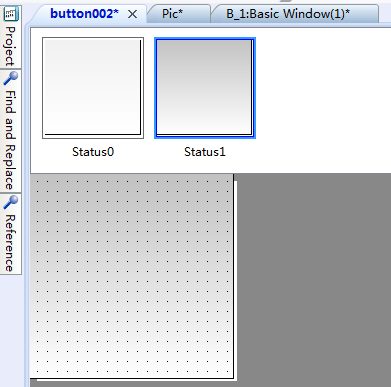 button002*
Pic*
B_1:Basic Window(1)*
Project
Find and Replace
Reference
Status0
Status1